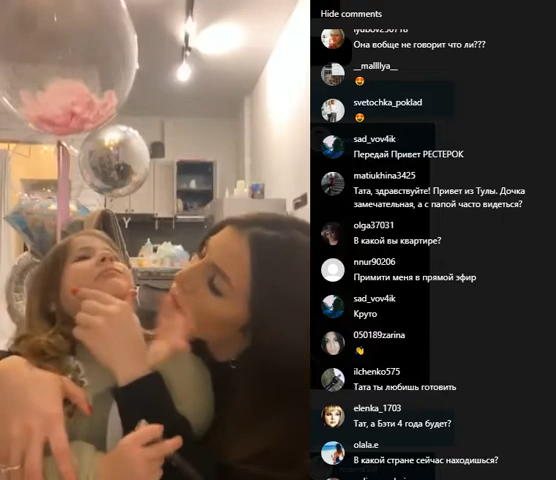 Hide comments
lyubov230718
Она вобще не говорит что ли???
__mallllya__
😍
svetochka_poklad
😍
sad_vov4ik
Передай Привет РЕСТЕРОК
matiukhina3425
Тата, здравствуйте! Привет из Тулы. Дочка
замечательная, а с папой часто видеться?
olga37031
В какой вы квартире?
nnur90206
Примити меня в прямой эфир
sad_vov4ik
Круто
050189zarina
👋
ilchenko575
Тата ты любишь готовить
elenka_1703
Тат, а Бэти 4 года будет?
olala.e
В какой стране сейчас находишься?